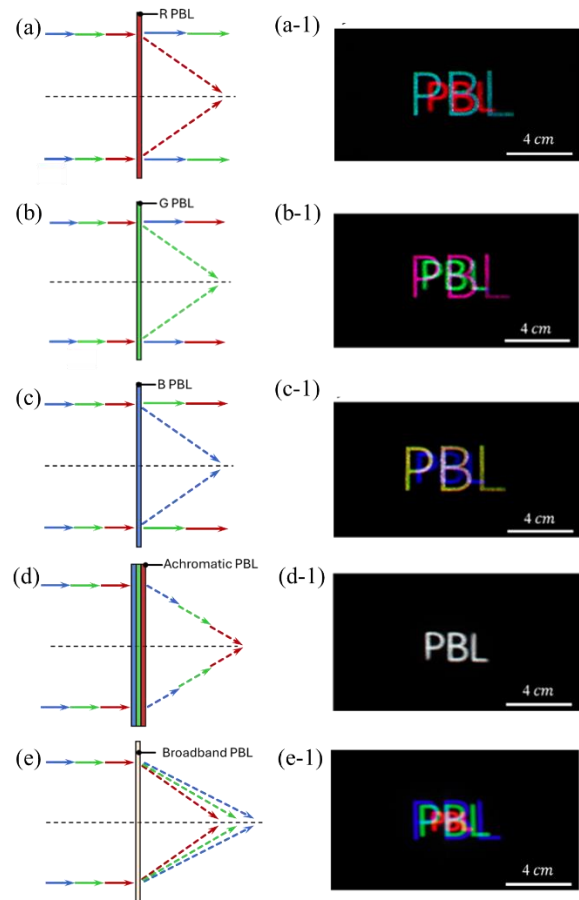 (a) R PBL (a-1)
PBL
4 cm
(b) G PBL (b-1)
PBL
4 cm
(c) B PBL (c-1)
PBL
4 cm
(d) Achromatic PBL (d-1)
PBL
4 cm
(e) Broadband PBL (e-1)
PBL
4 cm